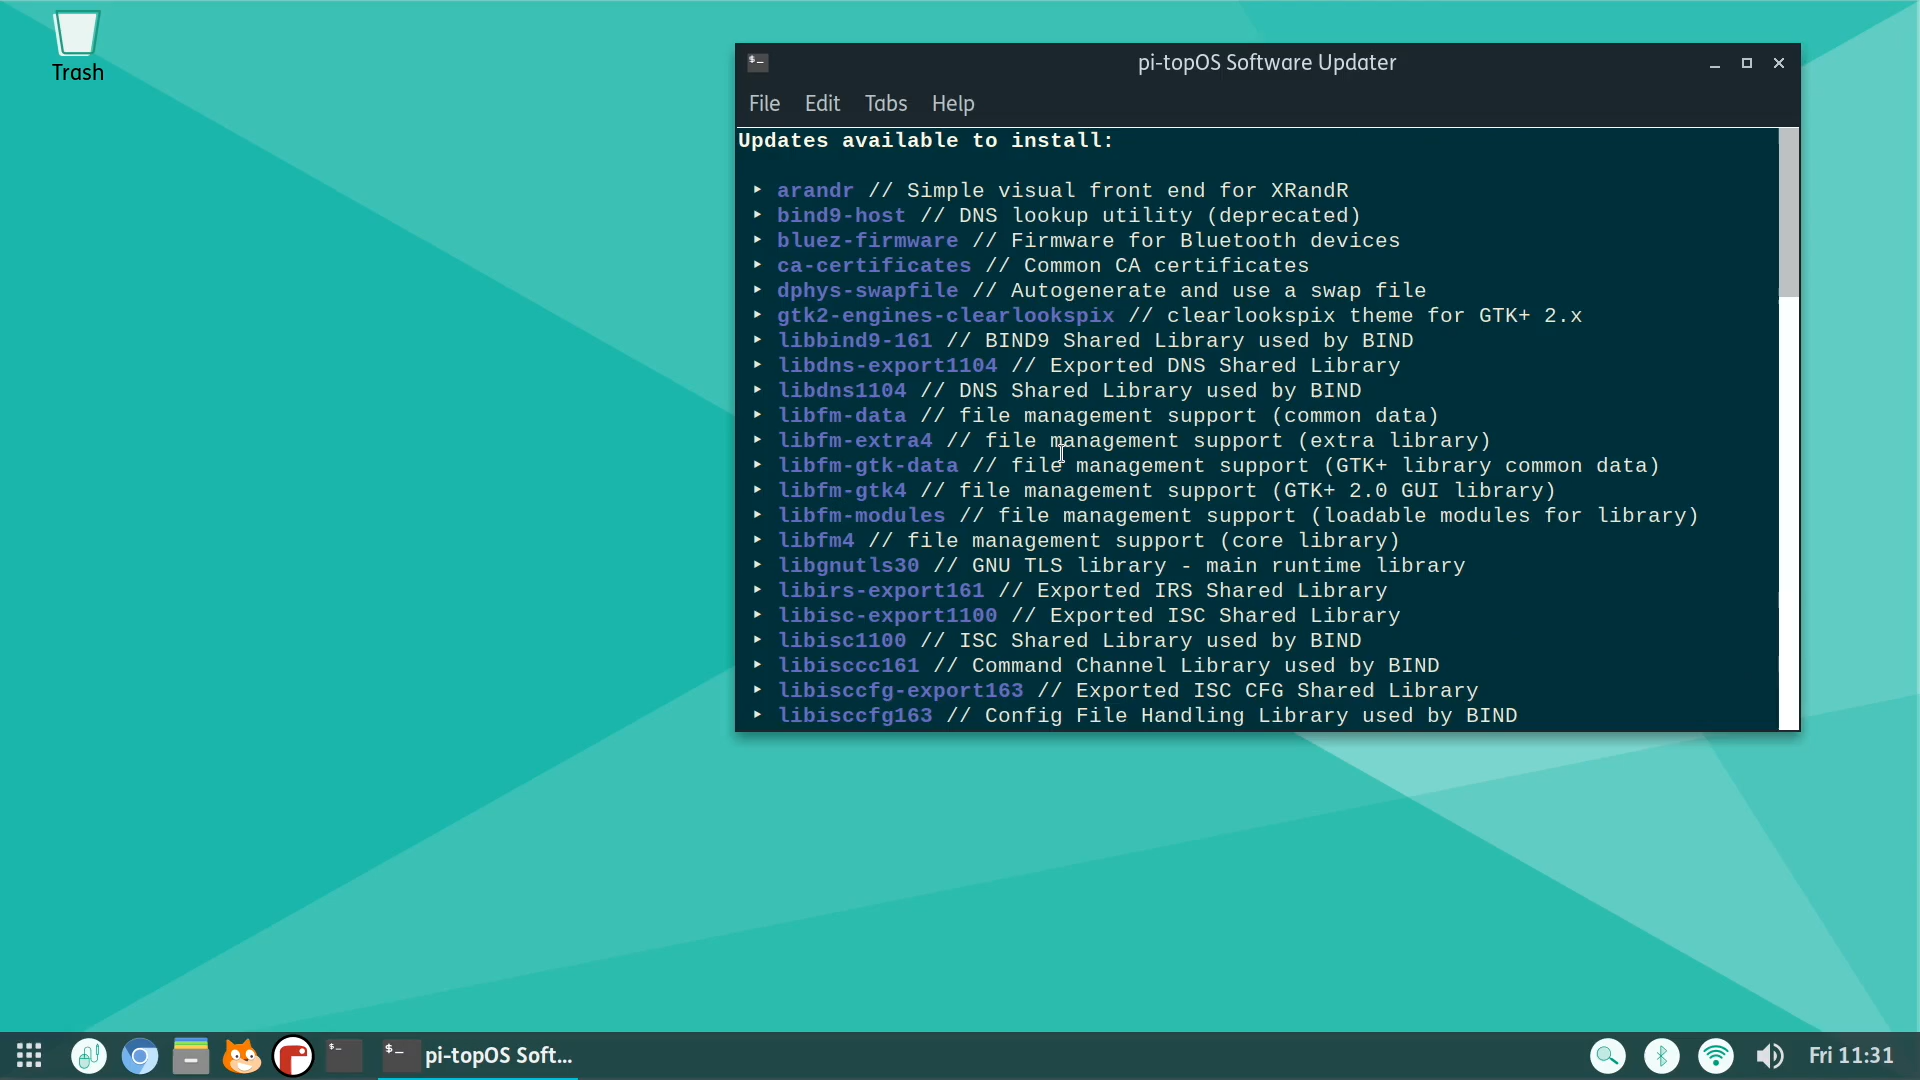 Trash
pi-topOS Software Updater
File Edit Tabs Help
Updates available to install:
‣ arandr // Simple visual front end for XRandR
‣ bind9-host // DNS lookup utility (deprecated)
‣ bluez-firmware // Firmware for Bluetooth devices
‣ ca-certificates // Common CA certificates
‣ dphys-swapfile // Autogenerate and use a swap file
‣ gtk2-engines-clearlookspix // clearlookspix theme for GTK+ 2.x
‣ libbind9-161 // BIND9 Shared Library used by BIND
‣ libdns-export1104 // Exported DNS Shared Library
‣ libdns1104 // DNS Shared Library used by BIND
‣ libfm-data // file management support (common data)
‣ libfm-extra4 // file management support (extra library)
‣ libfm-gtk-data // file management support (GTK+ library common data)
‣ libfm-gtk4 // file management support (GTK+ 2.0 GUI library)
‣ libfm-modules // file management support (loadable modules for library)
‣ libfm4 // file management support (core library)
‣ libgnutls30 // GNU TLS library - main runtime library
‣ libirs-export161 // Exported IRS Shared Library
‣ libisc-export1100 // Exported ISC Shared Library
‣ libisc1100 // ISC Shared Library used by BIND
‣ libisccc161 // Command Channel Library used by BIND
‣ libisccfg-export163 // Exported ISC CFG Shared Library
‣ libisccfg163 // Config File Handling Library used by BIND
$_ $_ pi-topOS Soft... Fri 11:31